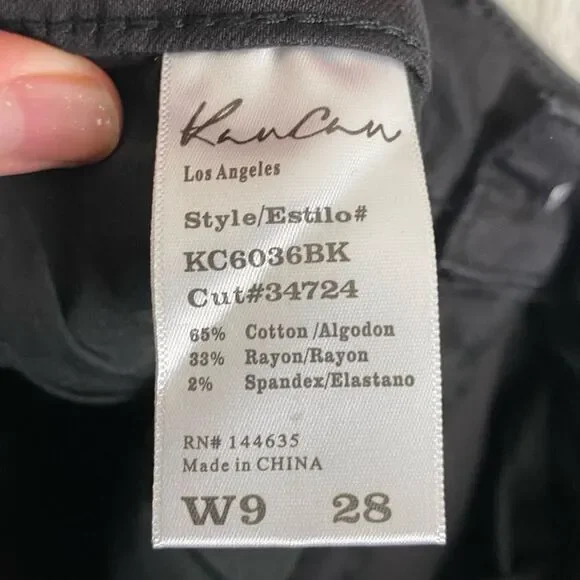 KanCan
Los Angeles
Style/Estilo#
KC6036BK
Cut#34724
65% Cotton/Algodon
33% Rayon/Rayon
2% Spandex/Elastano
RN# 144635
Made in CHINA
W9 28